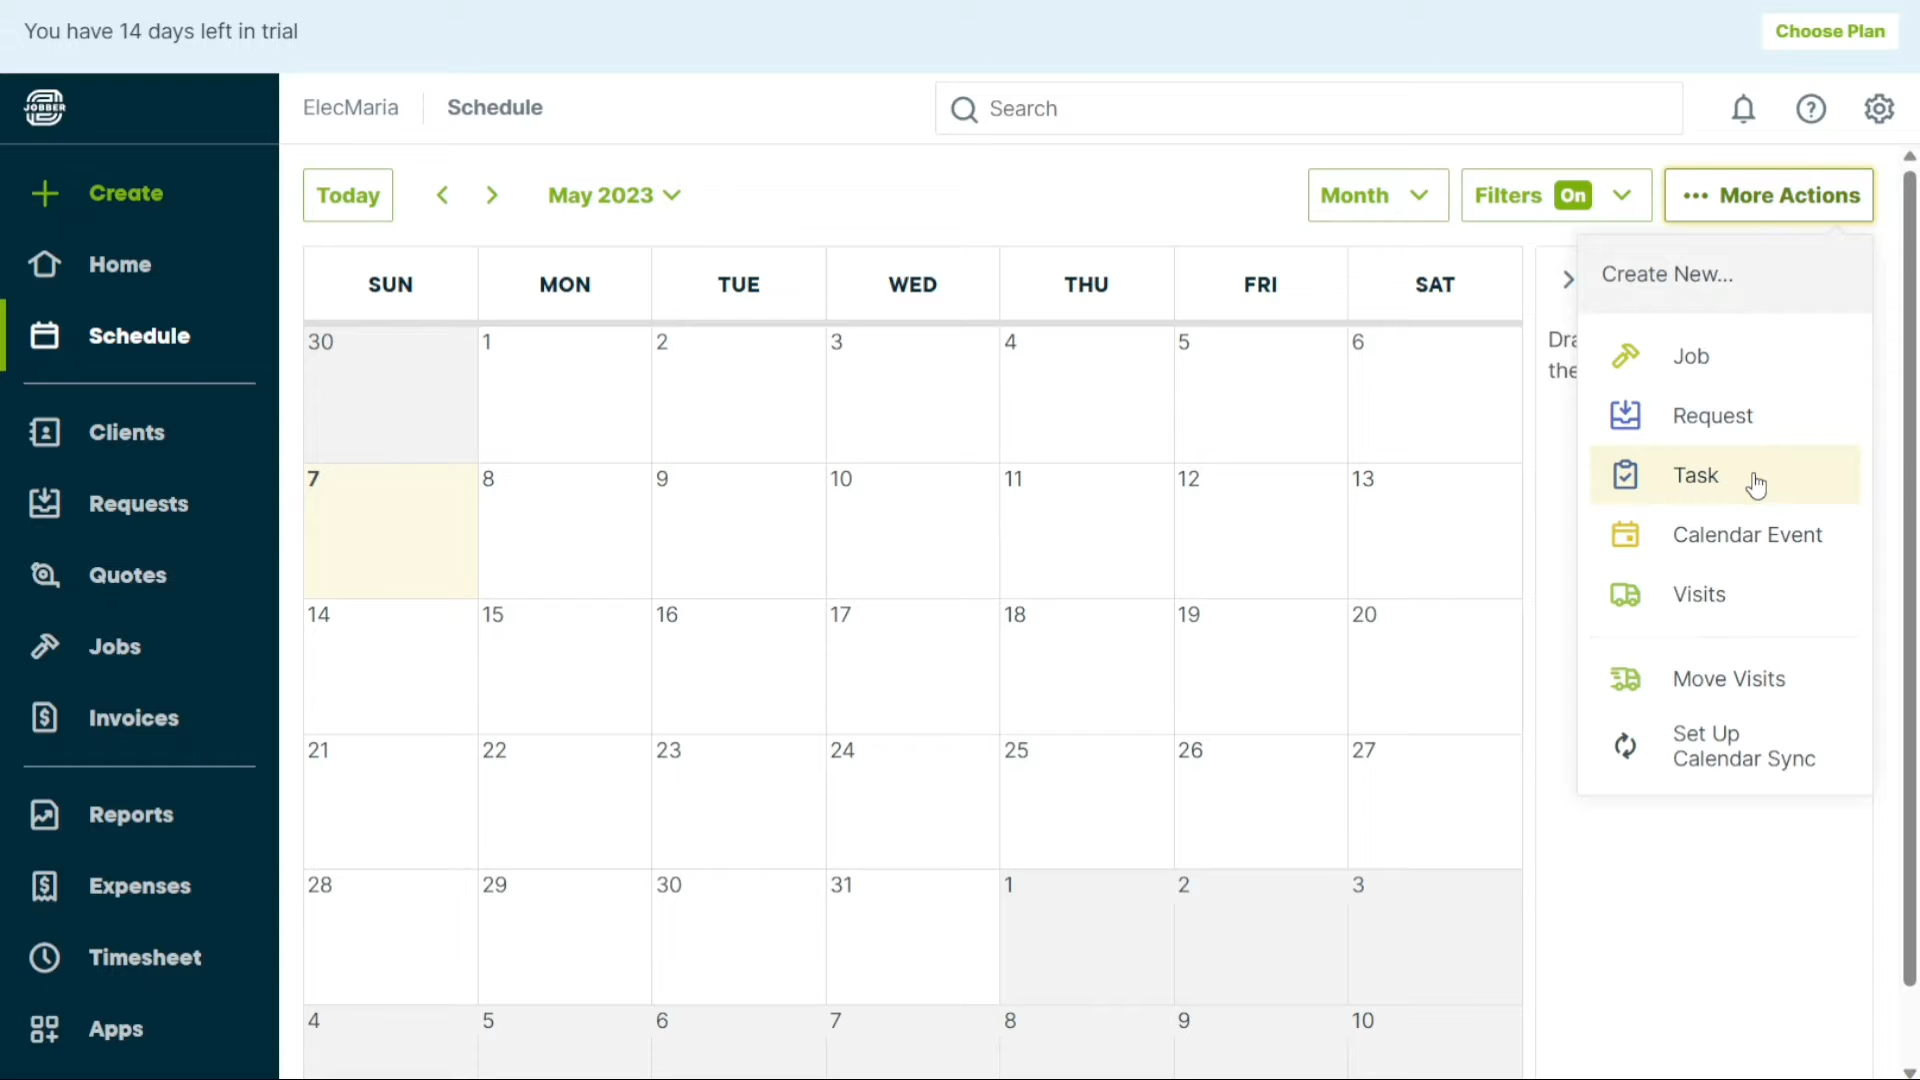 You have 14 days left in trial
Choose Plan
JOBBER
ElecMaria
Schedule
Search
Create
Home
Schedule
Clients
Requests
Quotes
Jobs
Invoices
Reports
Expenses
Timesheet
Apps
Today
May 2023
Month
Filters On
••• More Actions
SUN MON TUE WED THU FRI SAT
30 1 2 3 4 5 6
7 8 9 10 11 12 13
14 15 16 17 18 19 20
21 22 23 24 25 26 27
28 29 30 31 1 2 3
4 5 6 7 8 9 10
Dra
the
Create New...
Job
Request
Task
Calendar Event
Visits
Move Visits
Set Up
Calendar Sync